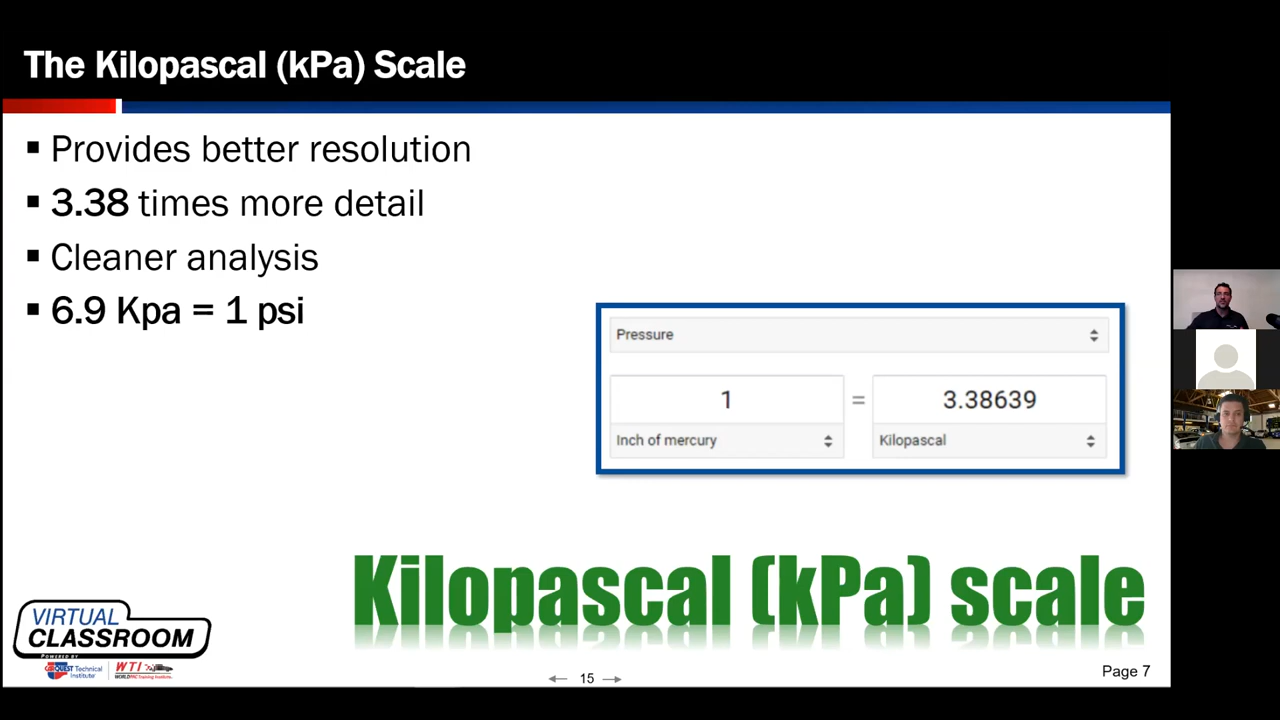 The Kilopascal (kPa) Scale
▪ Provides better resolution
▪ 3.38 times more detail
▪ Cleaner analysis
▪ 6.9 Kpa = 1 psi
Pressure
1 = 3.38639
Inch of mercury
Kilopascal
Kilopascal (kPa) scale
VIRTUAL
CLASSROOM
POWERED BY
Technical
Institute
WTI
WORLDPAC Training Institute
15
Page 7